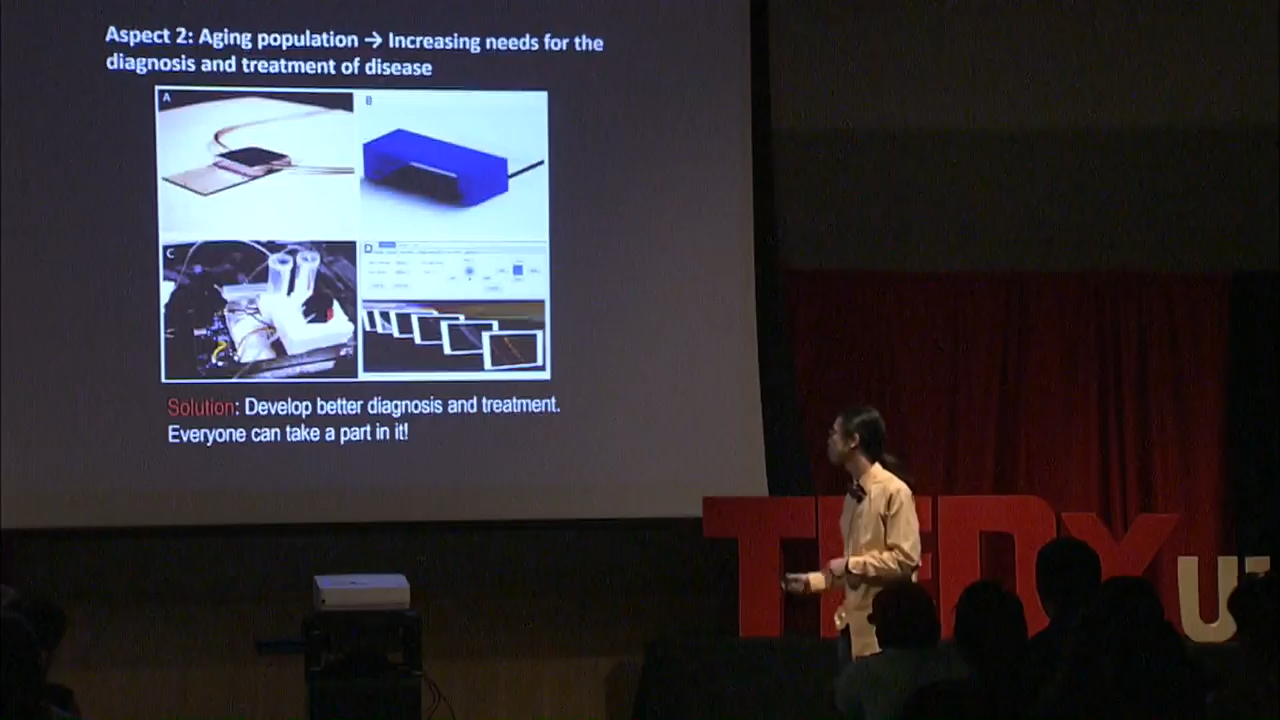 Aspect 2: Aging population → Increasing needs for the
diagnosis and treatment of disease
A
B
C
D
Solution: Develop better diagnosis and treatment.
Everyone can take a part in it!
TEDx